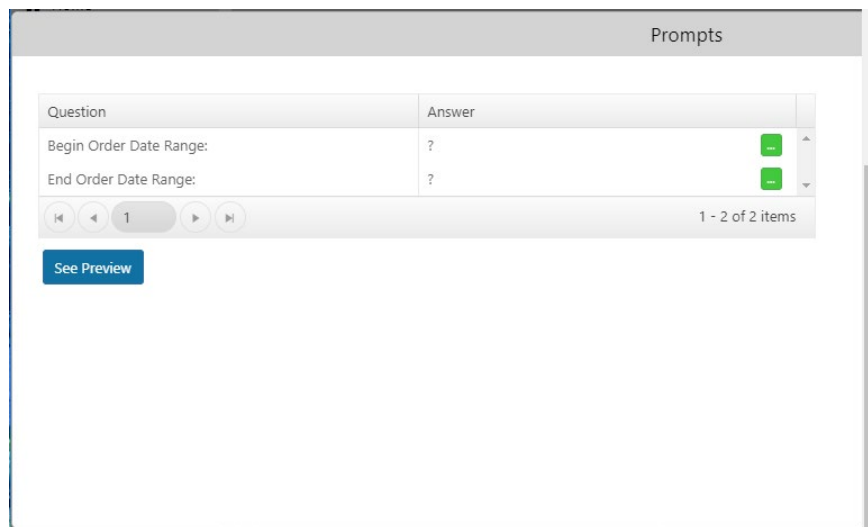 Prompts
Question Answer
Begin Order Date Range: ? ...
End Order Date Range: ? ...
1 1 - 2 of 2 items
See Preview